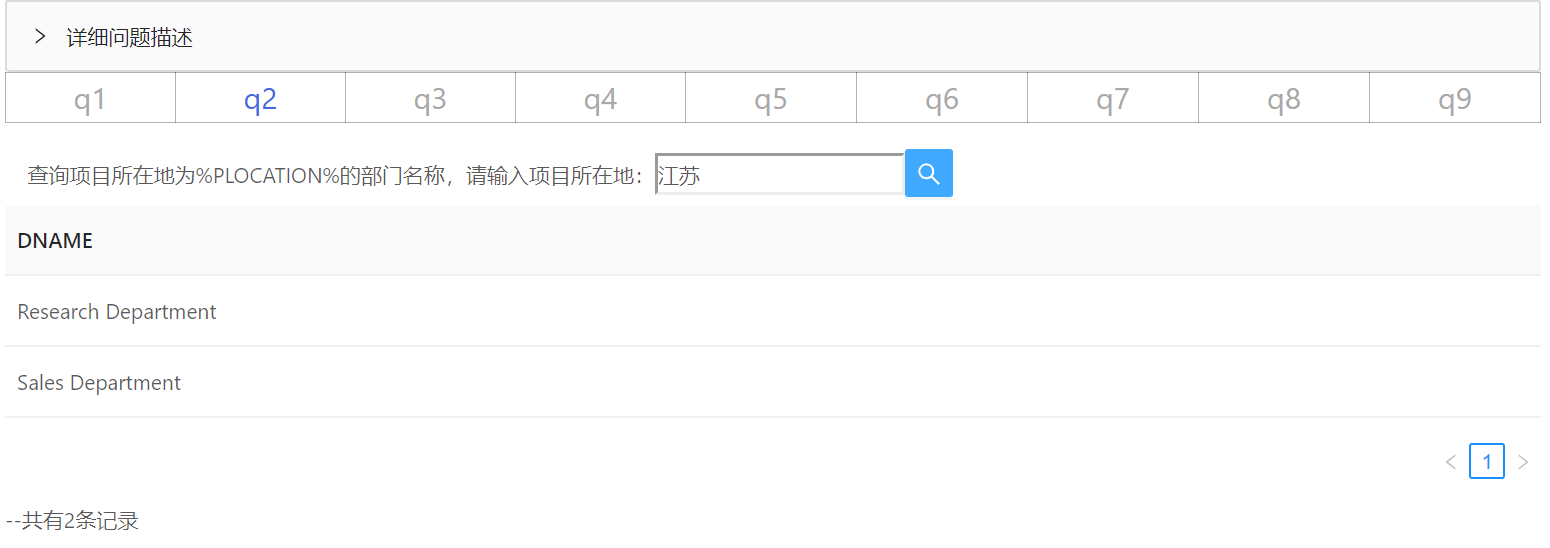 详细问题描述
q1 q2 q3 q4 q5 q6 q7 q8 q9
查询项目所在地为%PLOCATION%的部门名称，请输入项目所在地： 江苏
DNAME
Research Department
Sales Department
1
--共有2条记录